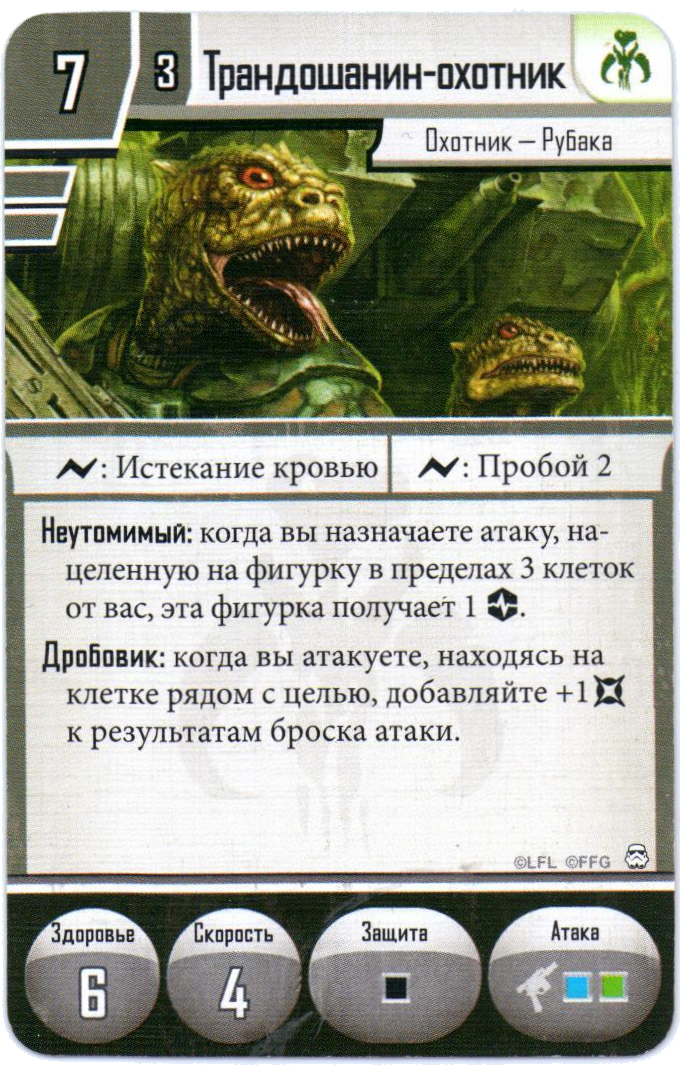 7
3
Трандошанин-охотник
Охотник – Рубака
: Истекание кровью
: Пробой 2
Неутомимый: когда вы назначаете атаку, на-
целенную на фигурку в пределах 3 клеток
от вас, эта фигурка получает 1 .
Дробовик: когда вы атакуете, находясь на
клетке рядом с целью, добавляйте +1
к результатам броска атаки.
©LFL ©FFG
Здоровье
6
Скорость
4
Защита
Атака